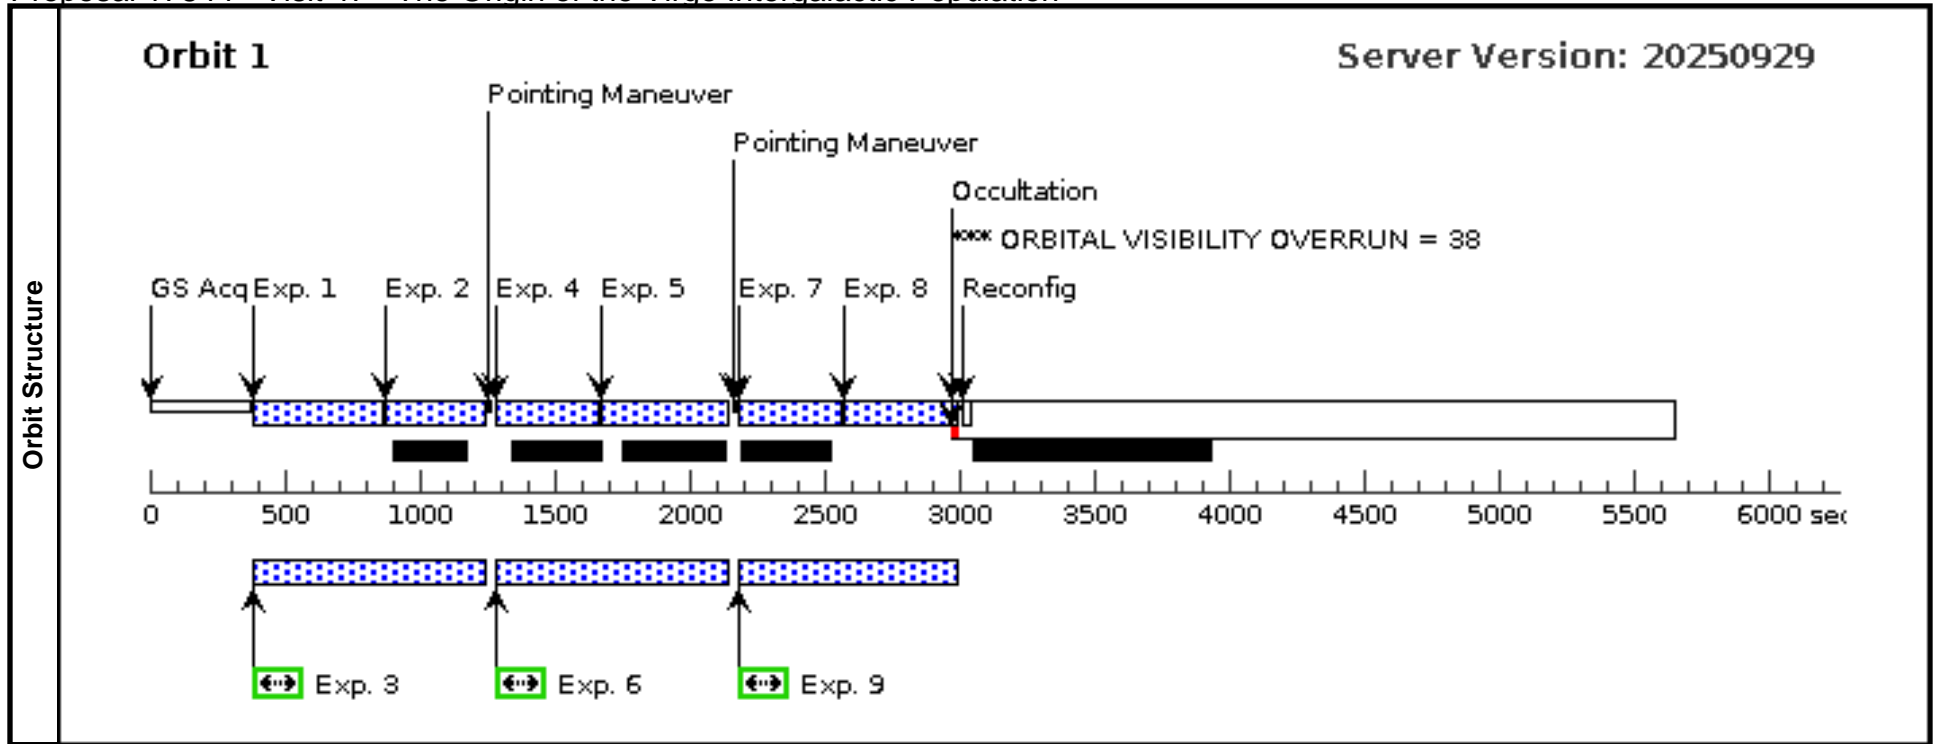 Orbit 1
Server Version: 20250929
Pointing Maneuver
Pointing Maneuver
Occultation
**** ORBITAL VISIBILITY OVERRUN = 38
GS Acq Exp. 1 Exp. 2 Exp. 4 Exp. 5 Exp. 7 Exp. 8 Reconfig
Orbit Structure
0 500 1000 1500 2000 2500 3000 3500 4000 4500 5000 5500 6000
Exp. 3 Exp. 6 Exp. 9